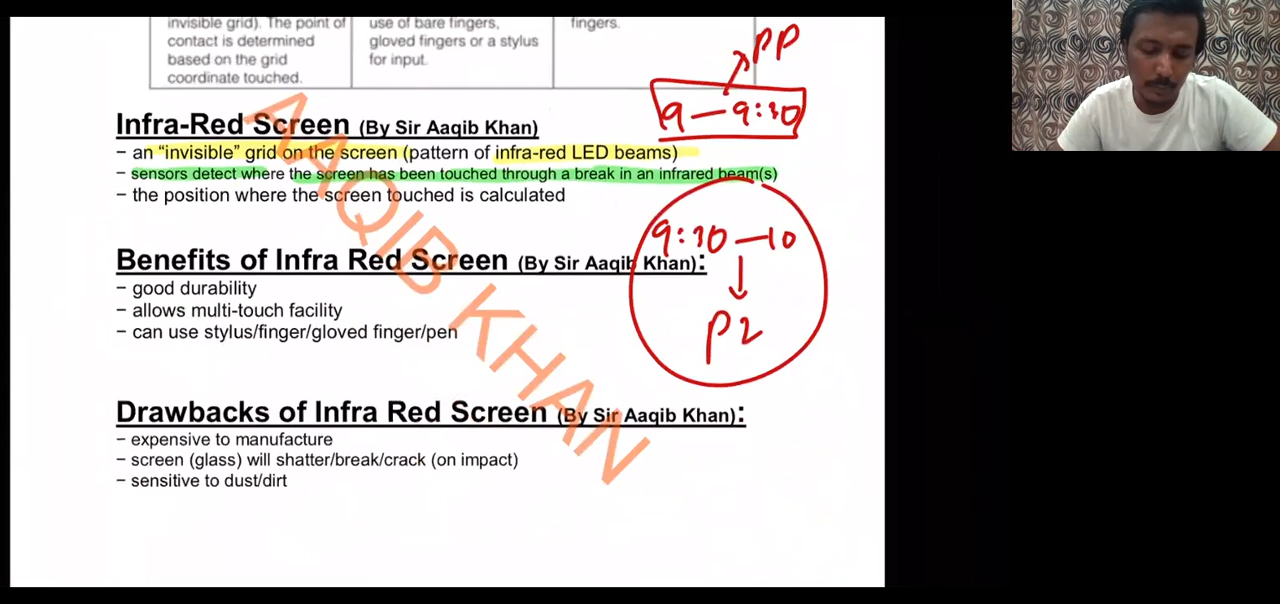 invisible grid). The point of
contact is determined
based on the grid
coordinate touched.
use of bare fingers,
gloved fingers or a stylus
for input.
fingers.
PP
9 — 9:30
Infra-Red Screen (By Sir Aaqib Khan)
– an “invisible” grid on the screen (pattern of infra-red LED beams)
– sensors detect where the screen has been touched through a break in an infrared beam(s)
– the position where the screen touched is calculated
9:30 — 10
P2
Benefits of Infra Red Screen (By Sir Aaqib Khan):
– good durability
– allows multi-touch facility
– can use stylus/finger/gloved finger/pen
Drawbacks of Infra Red Screen (By Sir Aaqib Khan):
– expensive to manufacture
– screen (glass) will shatter/break/crack (on impact)
– sensitive to dust/dirt
AAQIB KHAN